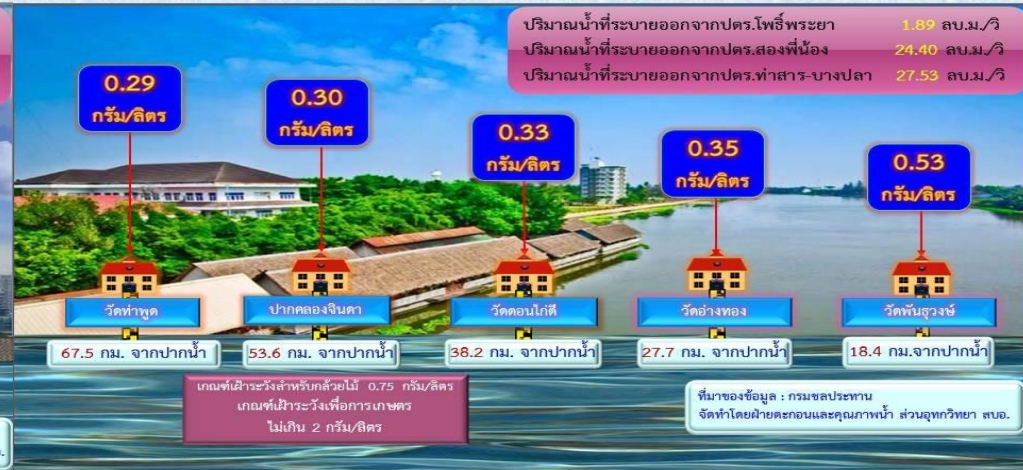 ปริมาณน้ำที่ระบายออกจากปตร.โพธิ์พระยา 1.89 ลบ.ม./วิ
ปริมาณน้ำที่ระบายออกจากปตร.สองพี่น้อง 24.40 ลบ.ม./วิ
ปริมาณน้ำที่ระบายออกจากปตร.ท่าสาร-บางปลา 27.53 ลบ.ม./วิ
0.29
กรัม/ลิตร
0.30
กรัม/ลิตร
0.33
กรัม/ลิตร
0.35
กรัม/ลิตร
0.53
กรัม/ลิตร
วัดท่าพูด
ปากคลองจินดา
วัดดอนไก่ดี
วัดอ่างทอง
วัดพันธุวงษ์
67.5 กม. จากปากน้ำ
53.6 กม. จากปากน้ำ
38.2 กม. จากปากน้ำ
27.7 กม. จากปากน้ำ
18.4 กม.จากปากน้ำ
เกณฑ์เฝ้าระวังสำหรับกล้วยไม้ 0.75 กรัม/ลิตร
เกณฑ์เฝ้าระวังเพื่อการเกษตร
ไม่เกิน 2 กรัม/ลิตร
ที่มาของข้อมูล : กรมชลประทาน
จัดทำโดยฝ่ายตะกอนและคุณภาพน้ำ ส่วนอุทกวิทยา สบอ.